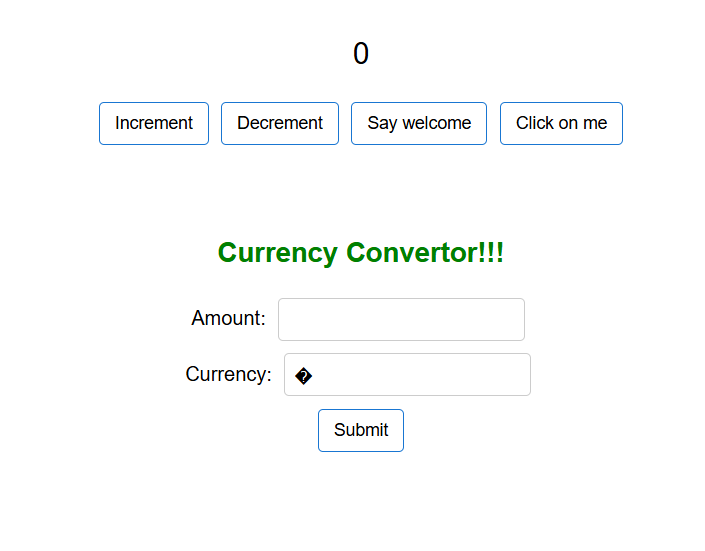 0
Increment Decrement Say welcome Click on me
Currency Convertor!!!
Amount:
Currency: �
Submit